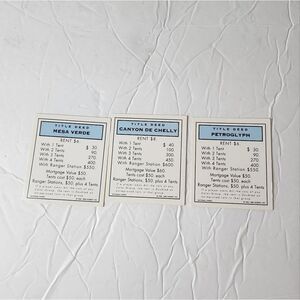 TITLE DEED
MESA VERDE
RENT $6
With 1 Tent $ 30
With 2 Tents 90
With 3 Tents 270
With 4 Tents 400
With Ranger Station $550
Mortgage Value $50
Tents cost $50. each
Ranger Stations, $50. plus 4 Tents
TITLE DEED
CANYON DE CHELLY
RENT $8
With 1 Tent $ 40
With 2 Tents 100
With 3 Tents 300
With 4 Tents 450
With Ranger Station $600
Mortgage Value $60.
Tents cost $50. each
Ranger Stations, $50. plus 4 Tents
TITLE DEED
PETROGLYPH
RENT $6
With 1 Tent $ 30
With 2 Tents 90
With 3 Tents 270
With 4 Tents 400
With Ranger Station $550
Mortgage Value $50
Tents cost $50. each
Ranger Stations, $50. plus 4 Tents